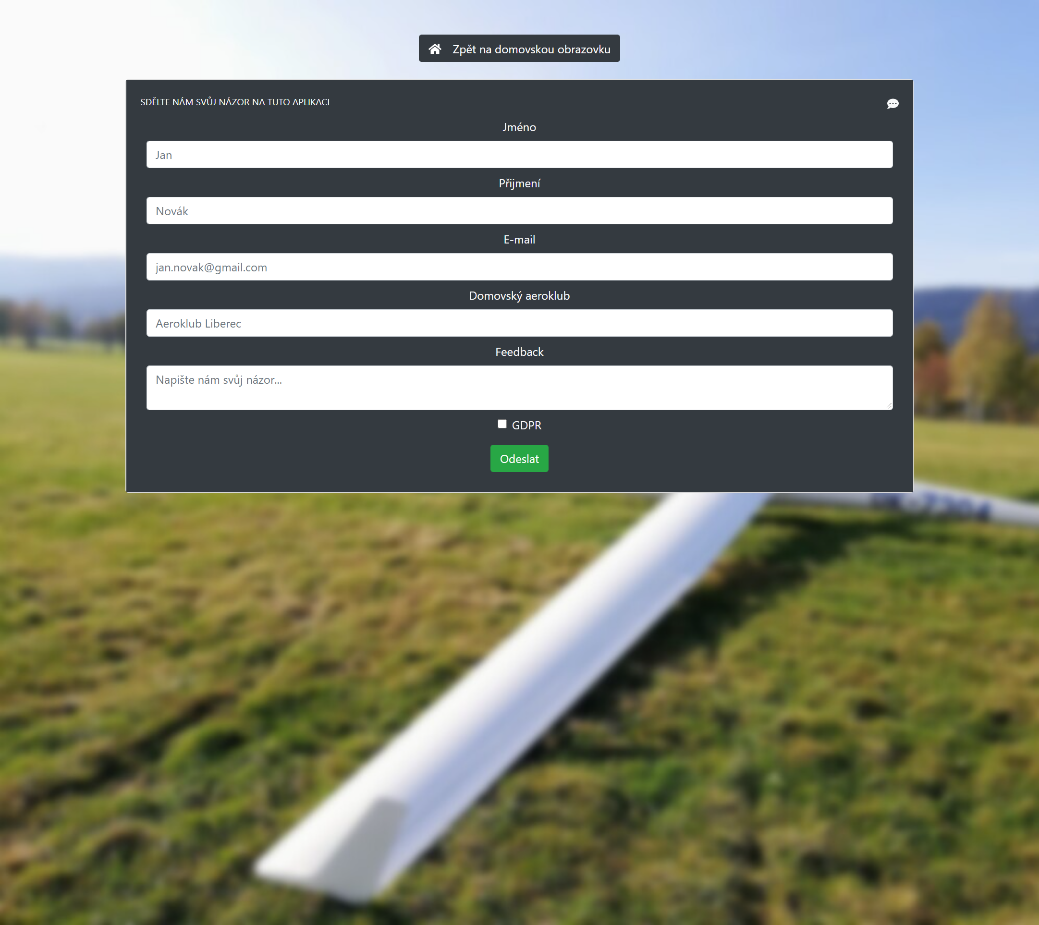 Zpět na domovskou obrazovku
SDĚLTE NÁM SVŮJ NÁZOR NA TUTO APLIKACI
Jméno
Jan
Přijmení
Novák
E-mail
jan.novak@gmail.com
Domovský aeroklub
Aeroklub Liberec
Feedback
Napište nám svůj názor...
GDPR
Odeslat